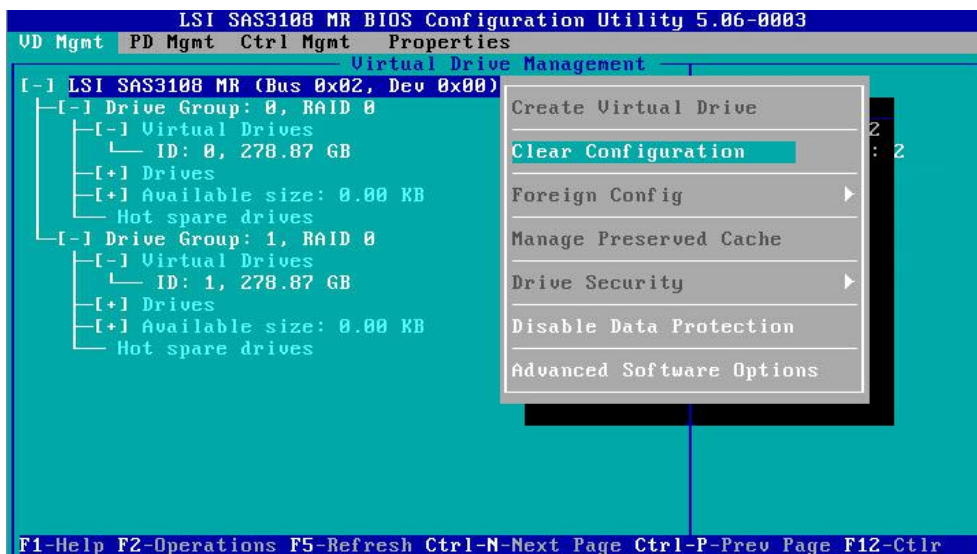 LSI SAS3108 MR BIOS Configuration Utility 5.06-0003
VD Mgmt PD Mgmt Ctrl Mgmt Properties
Virtual Drive Management
[-] LSI SAS3108 MR (Bus 0x02, Dev 0x00)
[-] Drive Group: 0, RAID 0
[-] Virtual Drives
ID: 0, 278.87 GB
[+] Drives
[+] Available size: 0.00 KB
Hot spare drives
[-] Drive Group: 1, RAID 0
[-] Virtual Drives
ID: 1, 278.87 GB
[+] Drives
[+] Available size: 0.00 KB
Hot spare drives
Create Virtual Drive
Clear Configuration
Foreign Config
Manage Preserved Cache
Drive Security
Disable Data Protection
Advanced Software Options
2
: 2
F1-Help F2-Operations F5-Refresh Ctrl-N-Next Page Ctrl-P-Prev Page F12-Ctlr